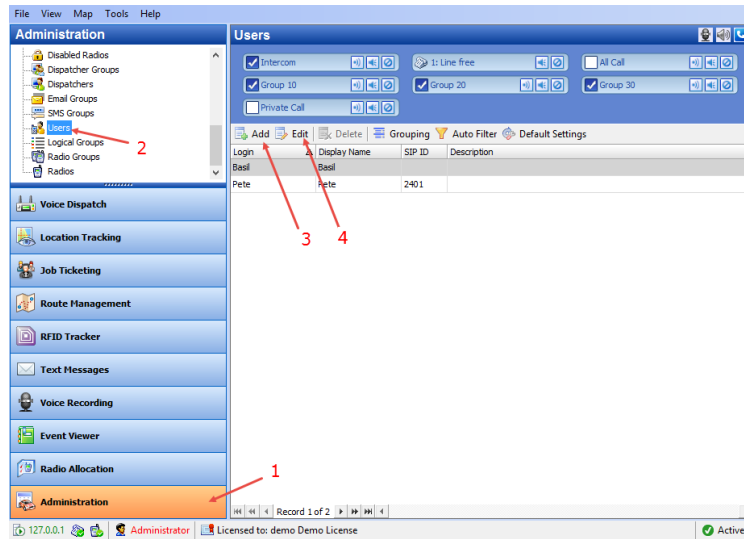 File View Map Tools Help
Administration
Disabled Radios
Dispatcher Groups
Dispatchers
Email Groups
SMS Groups
Users
Logical Groups
Radio Groups
Radios
2
Voice Dispatch
Location Tracking
Job Ticketing
Route Management
RFID Tracker
Text Messages
Voice Recording
Event Viewer
Radio Allocation
Administration
Users
Intercom 1: Line free All Call
Group 10 Group 20 Group 30
Private Call
Add Edit Delete Grouping Auto Filter Default Settings
Login Display Name SIP ID Description
Basil Basil
Pete Pete 2401
3 4
1
Record 1 of 2
127.0.0.1 Administrator Licensed to: demo Demo License Active